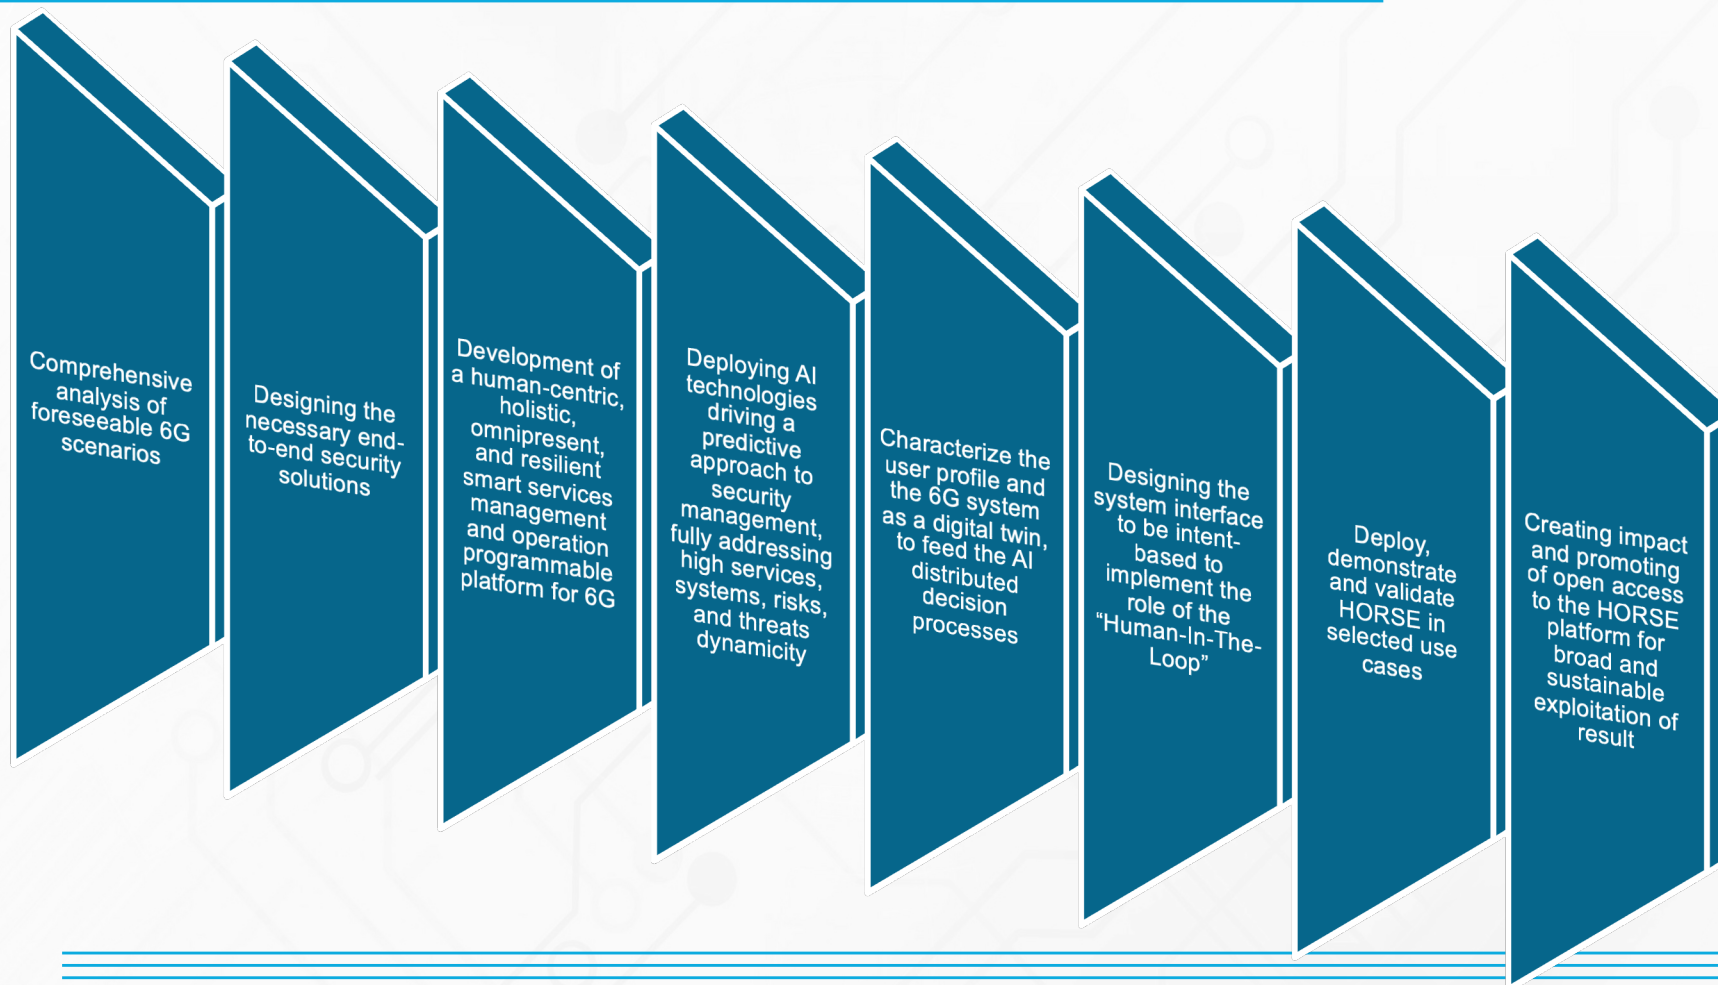 Comprehensive
analysis of
foreseeable 6G
scenarios
Designing the
necessary end-
to-end security
solutions
Development of
a human-centric,
holistic,
omnipresent,
and resilient
smart services
management
and operation
programmable
platform for 6G
Deploying AI
technologies
driving a
predictive
approach to
security
management,
fully addressing
high services,
systems, risks,
and threats
dynamicity
Characterize the
user profile and
the 6G system
as a digital twin,
to feed the AI
distributed
decision
processes
Designing the
system interface
to be intent-
based to
implement the
role of the
“Human-In-The-
Loop”
Deploy,
demonstrate
and validate
HORSE in
selected use
cases
Creating impact
and promoting
of open access
to the HORSE
platform for
broad and
sustainable
exploitation of
result